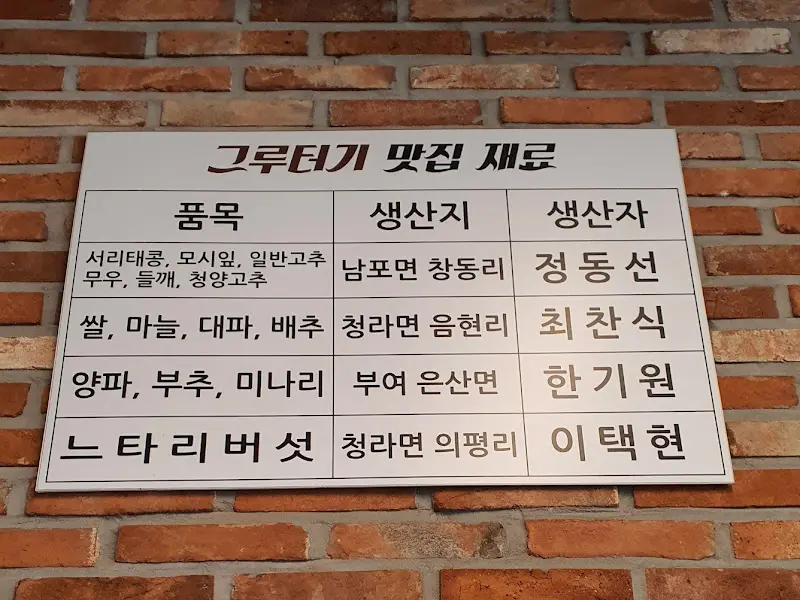 그루터기 맛집 재료
품목 생산지 생산자
서리태콩, 모시잎, 일반고추
무우, 들깨, 청양고추
남포면 창동리 정동선
쌀, 마늘, 대파, 배추 청라면 음현리 최찬식
양파, 부추, 미나리 부여 은산면 한기원
느타리버섯 청라면 의평리 이택현